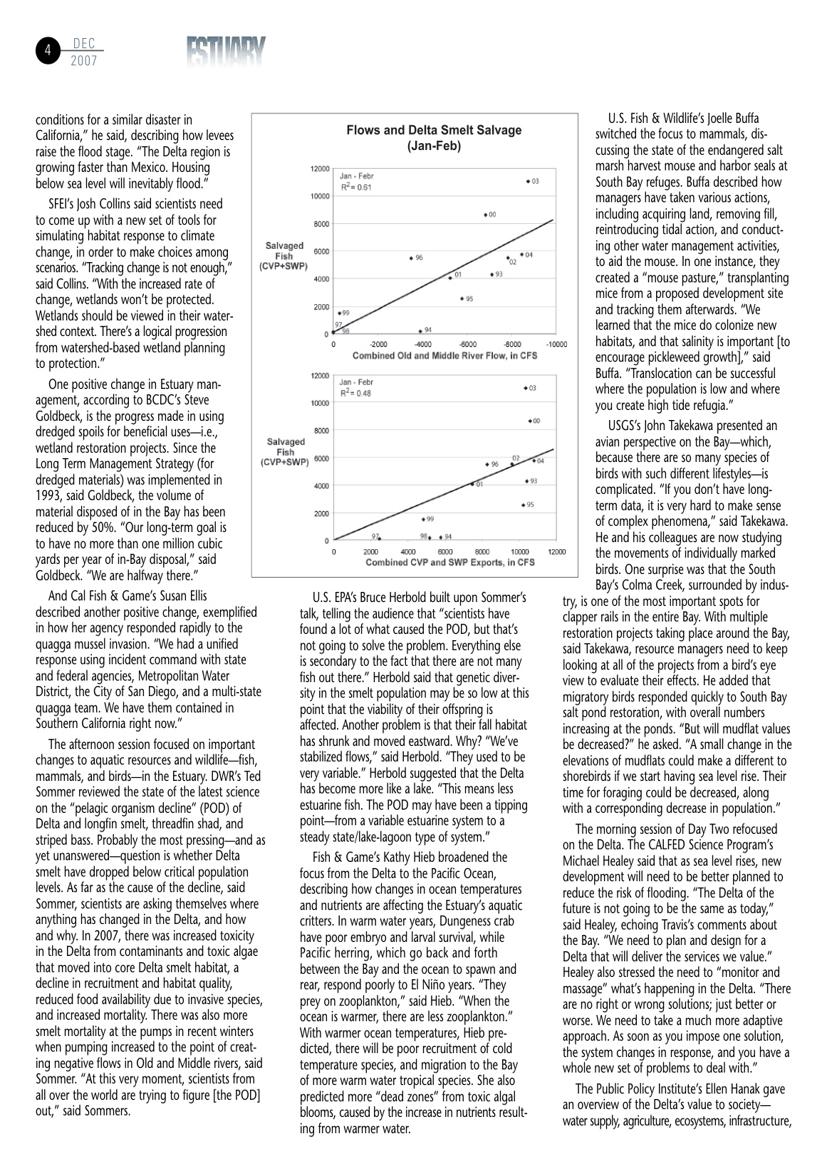 4 DEC
2007
ESTUARY
conditions for a similar disaster in
California,” he said, describing how levees
raise the flood stage. “The Delta region is
growing faster than Mexico. Housing
below sea level will inevitably flood.”
SFEI’s Josh Collins said scientists need
to come up with a new set of tools for
simulating habitat response to climate
change, in order to make choices among
scenarios. “Tracking change is not enough,”
said Collins. “With the increased rate of
change, wetlands won’t be protected.
Wetlands should be viewed in their water-
shed context. There’s a logical progression
from watershed-based wetland planning
to protection.”
One positive change in Estuary man-
agement, according to BCDC’s Steve
Goldbeck, is the progress made in using
dredged spoils for beneficial uses—i.e.,
wetland restoration projects. Since the
Long Term Management Strategy (for
dredged materials) was implemented in
1993, said Goldbeck, the volume of
material disposed of in the Bay has been
reduced by 50%. “Our long-term goal is
to have no more than one million cubic
yards per year of in-Bay disposal,” said
Goldbeck. “We are halfway there.”
And Cal Fish & Game’s Susan Ellis
described another positive change, exemplified
in how her agency responded rapidly to the
quagga mussel invasion. “We had a unified
response using incident command with state
and federal agencies, Metropolitan Water
District, the City of San Diego, and a multi-state
quagga team. We have them contained in
Southern California right now.”
The afternoon session focused on important
changes to aquatic resources and wildlife—fish,
mammals, and birds—in the Estuary. DWR’s Ted
Sommer reviewed the state of the latest science
on the “pelagic organism decline” (POD) of
Delta and longfin smelt, threadfin shad, and
striped bass. Probably the most pressing—and as
yet unanswered—question is whether Delta
smelt have dropped below critical population
levels. As far as the cause of the decline, said
Sommer, scientists are asking themselves where
anything has changed in the Delta, and how
and why. In 2007, there was increased toxicity
in the Delta from contaminants and toxic algae
that moved into core Delta smelt habitat, a
decline in recruitment and habitat quality,
reduced food availability due to invasive species,
and increased mortality. There was also more
smelt mortality at the pumps in recent winters
when pumping increased to the point of creat-
ing negative flows in Old and Middle rivers, said
Sommer. “At this very moment, scientists from
all over the world are trying to figure [the POD]
out,” said Sommers.
Flows and Delta Smelt Salvage
(Jan-Feb)
Jan - Febr
R²= 0.61
Salvaged
Fish
(CVP+SWP)
12000
10000
8000
6000
4000
2000
0
03
00
96
04
02
01
93
95
99
97
98
94
0 -2000 -4000 -6000 -8000 -10000
Combined Old and Middle River Flow, in CFS
Jan - Febr
R²= 0.48
Salvaged
Fish
(CVP+SWP)
12000
10000
8000
6000
4000
2000
0
03
00
96
02
04
01
93
95
99
97
98
94
0 2000 4000 6000 8000 10000 12000
Combined CVP and SWP Exports, in CFS
U.S. EPA’s Bruce Herbold built upon Sommer’s
talk, telling the audience that “scientists have
found a lot of what caused the POD, but that’s
not going to solve the problem. Everything else
is secondary to the fact that there are not many
fish out there.” Herbold said that genetic diver-
sity in the smelt population may be so low at this
point that the viability of their offspring is
affected. Another problem is that their fall habitat
has shrunk and moved eastward. Why? “We’ve
stabilized flows,” said Herbold. “They used to be
very variable.” Herbold suggested that the Delta
has become more like a lake. “This means less
estuarine fish. The POD may have been a tipping
point—from a variable estuarine system to a
steady state/lake-lagoon type of system.”
Fish & Game’s Kathy Hieb broadened the
focus from the Delta to the Pacific Ocean,
describing how changes in ocean temperatures
and nutrients are affecting the Estuary’s aquatic
critters. In warm water years, Dungeness crab
have poor embryo and larval survival, while
Pacific herring, which go back and forth
between the Bay and the ocean to spawn and
rear, respond poorly to El Niño years. “They
prey on zooplankton,” said Hieb. “When the
ocean is warmer, there are less zooplankton.”
With warmer ocean temperatures, Hieb pre-
dicted, there will be poor recruitment of cold
temperature species, and migration to the Bay
of more warm water tropical species. She also
predicted more “dead zones” from toxic algal
blooms, caused by the increase in nutrients result-
ing from warmer water.
U.S. Fish & Wildlife’s Joelle Buffa
switched the focus to mammals, dis-
cussing the state of the endangered salt
marsh harvest mouse and harbor seals at
South Bay refuges. Buffa described how
managers have taken various actions,
including acquiring land, removing fill,
reintroducing tidal action, and conduct-
ing other water management activities,
to aid the mouse. In one instance, they
created a “mouse pasture,” transplanting
mice from a proposed development site
and tracking them afterwards. “We
learned that the mice do colonize new
habitats, and that salinity is important [to
encourage pickleweed growth],” said
Buffa. “Translocation can be successful
where the population is low and where
you create high tide refugia.”
USGS’s John Takekawa presented an
avian perspective on the Bay—which,
because there are so many species of
birds with such different lifestyles—is
complicated. “If you don’t have long-
term data, it is very hard to make sense
of complex phenomena,” said Takekawa.
He and his colleagues are now studying
the movements of individually marked
birds. One surprise was that the South
Bay’s Colma Creek, surrounded by indus-
try, is one of the most important spots for
clapper rails in the entire Bay. With multiple
restoration projects taking place around the Bay,
said Takekawa, resource managers need to keep
looking at all of the projects from a bird’s eye
view to evaluate their effects. He added that
migratory birds responded quickly to South Bay
salt pond restoration, with overall numbers
increasing at the ponds. “But will mudflat values
be decreased?” he asked. “A small change in the
elevations of mudflats could make a different to
shorebirds if we start having sea level rise. Their
time for foraging could be decreased, along
with a corresponding decrease in population.”
The morning session of Day Two refocused
on the Delta. The CALFED Science Program’s
Michael Healey said that as sea level rises, new
development will need to be better planned to
reduce the risk of flooding. “The Delta of the
future is not going to be the same as today,”
said Healey, echoing Travis’s comments about
the Bay. “We need to plan and design for a
Delta that will deliver the services we value.”
Healey also stressed the need to “monitor and
massage” what’s happening in the Delta. “There
are no right or wrong solutions; just better or
worse. We need to take a much more adaptive
approach. As soon as you impose one solution,
the system changes in response, and you have a
whole new set of problems to deal with.”
The Public Policy Institute’s Ellen Hanak gave
an overview of the Delta’s value to society—
water supply, agriculture, ecosystems, infrastructure,